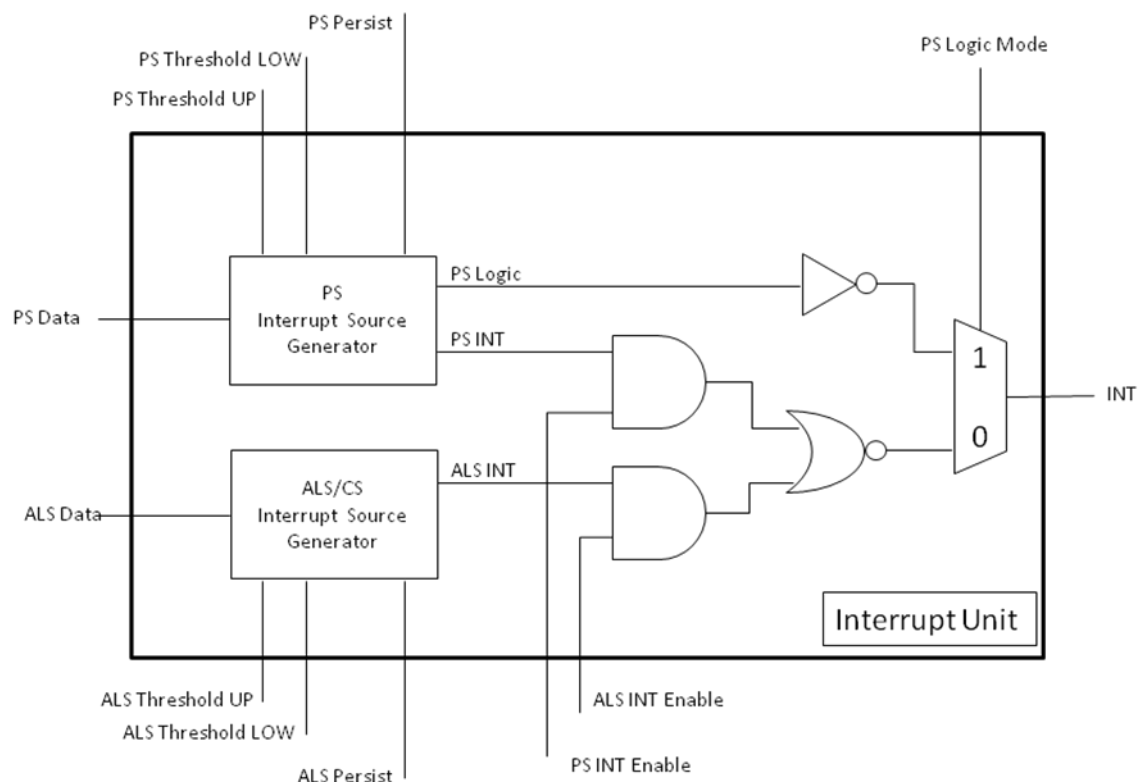 PS Persist
PS Logic Mode
PS Threshold LOW
PS Threshold UP
PS Logic
PS
Interrupt Source
Generator
PS Data
PS INT
1
INT
0
ALS INT
ALS/CS
Interrupt Source
Generator
ALS Data
Interrupt Unit
ALS Threshold UP
ALS INT Enable
ALS Threshold LOW
PS INT Enable
ALS Persist